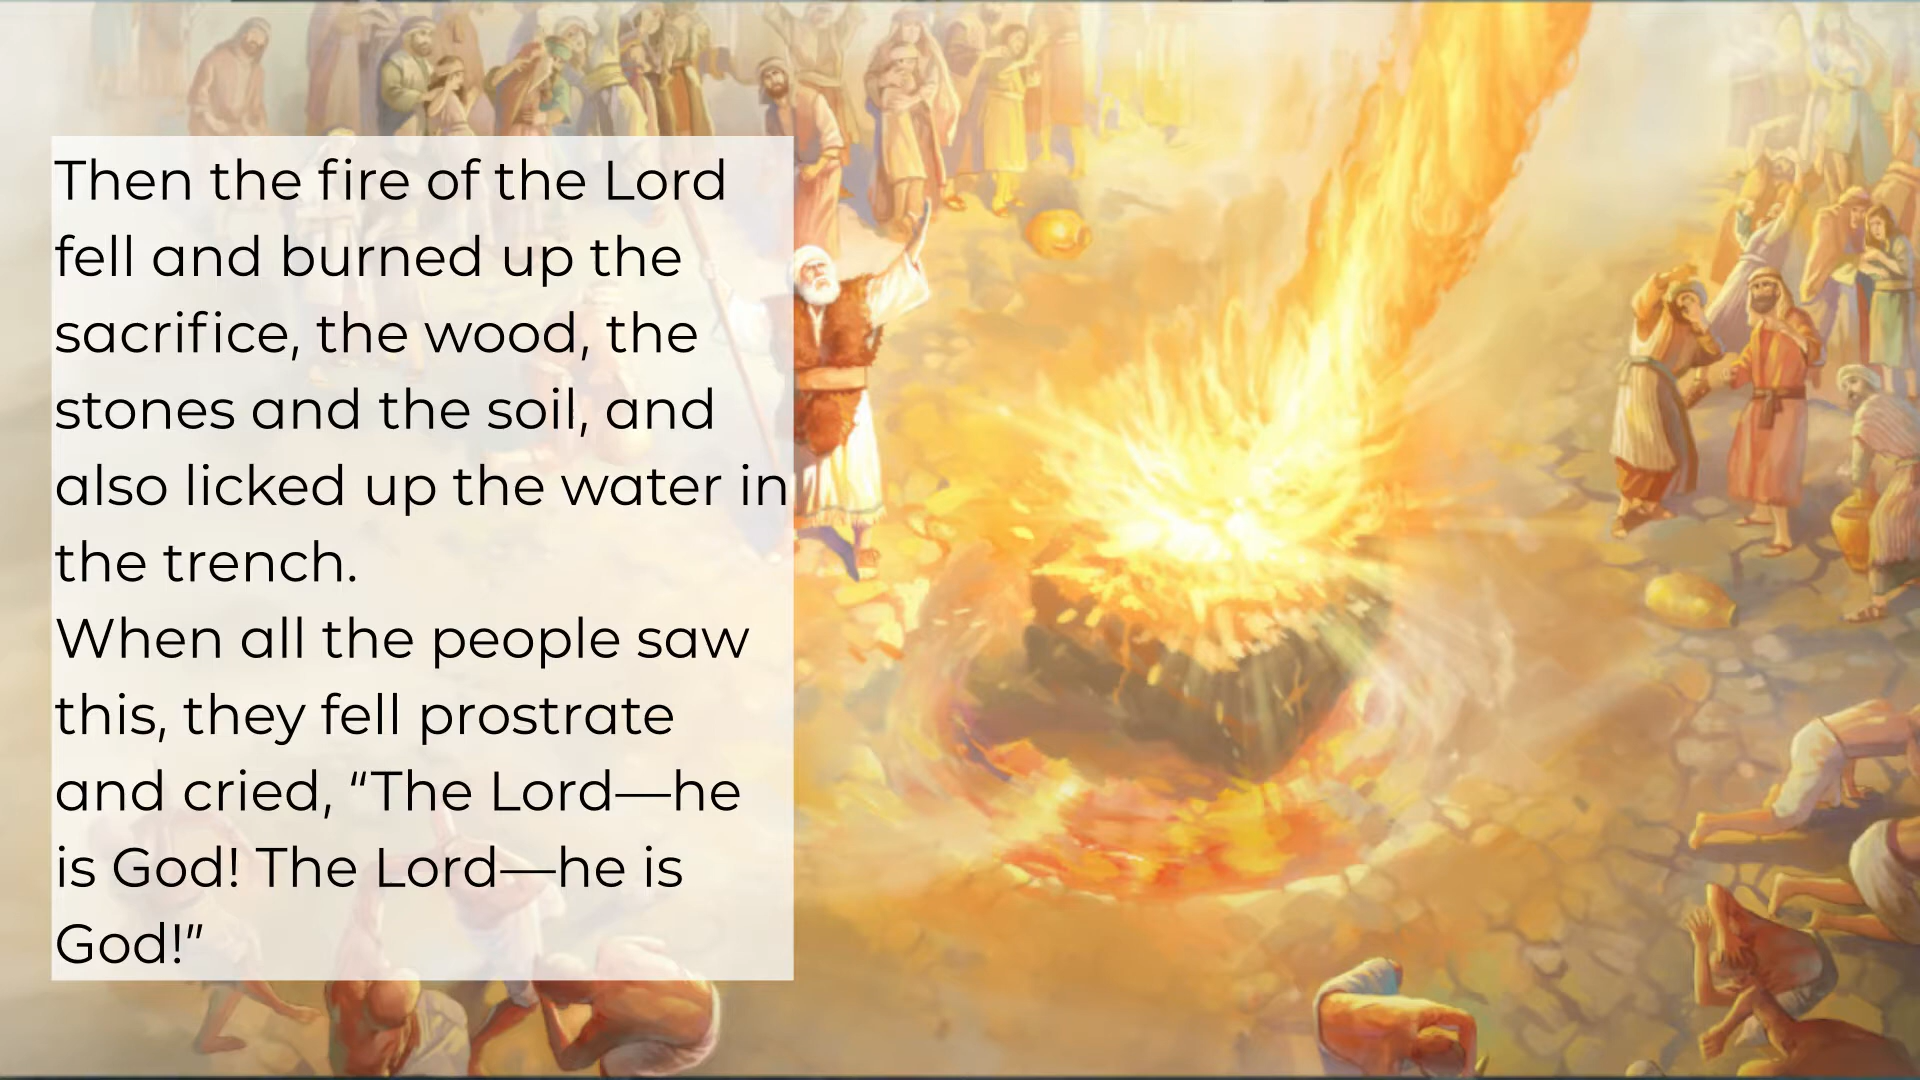 Then the fire of the Lord
fell and burned up the
sacrifice, the wood, the
stones and the soil, and
also licked up the water in
the trench.
When all the people saw
this, they fell prostrate
and cried, “The Lord—he
is God! The Lord—he is
God!”